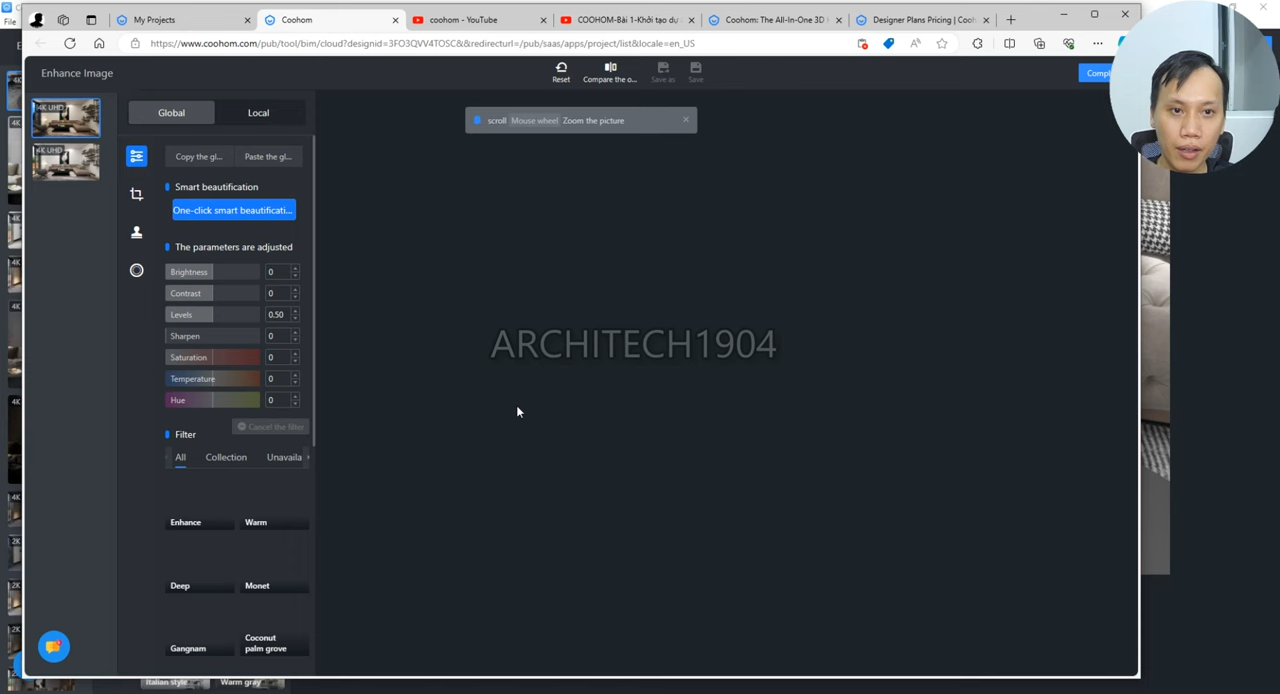 My Projects
Coohom
coohom - YouTube
COOHOM-Bài 1-Khởi tạo dự
Coohom: The All-In-One 3D
Designer Plans Pricing | Cooh
File
https://www.coohom.com/pub/tool/bim/cloud?designid=3FO3QVV4TOSC&&redirecturl=/pub/saas/apps/project/list&locale=en_US
Enhance Image
Reset
Compare the o...
Save as
Save
Compl
4K UHD
4K UHD
Global
Local
scroll Mouse wheel Zoom the picture
Copy the gl...
Paste the gl...
Smart beautification
One-click smart beautificati...
The parameters are adjusted
Brightness 0
Contrast 0
Levels 0.50
Sharpen 0
Saturation 0
Temperature 0
Hue 0
Cancel the filter
Filter
All
Collection
Unavaila
Enhance
Warm
Deep
Monet
Gangnam
Coconut
palm grove
Italian style
Warm gray
ARCHITECH1904